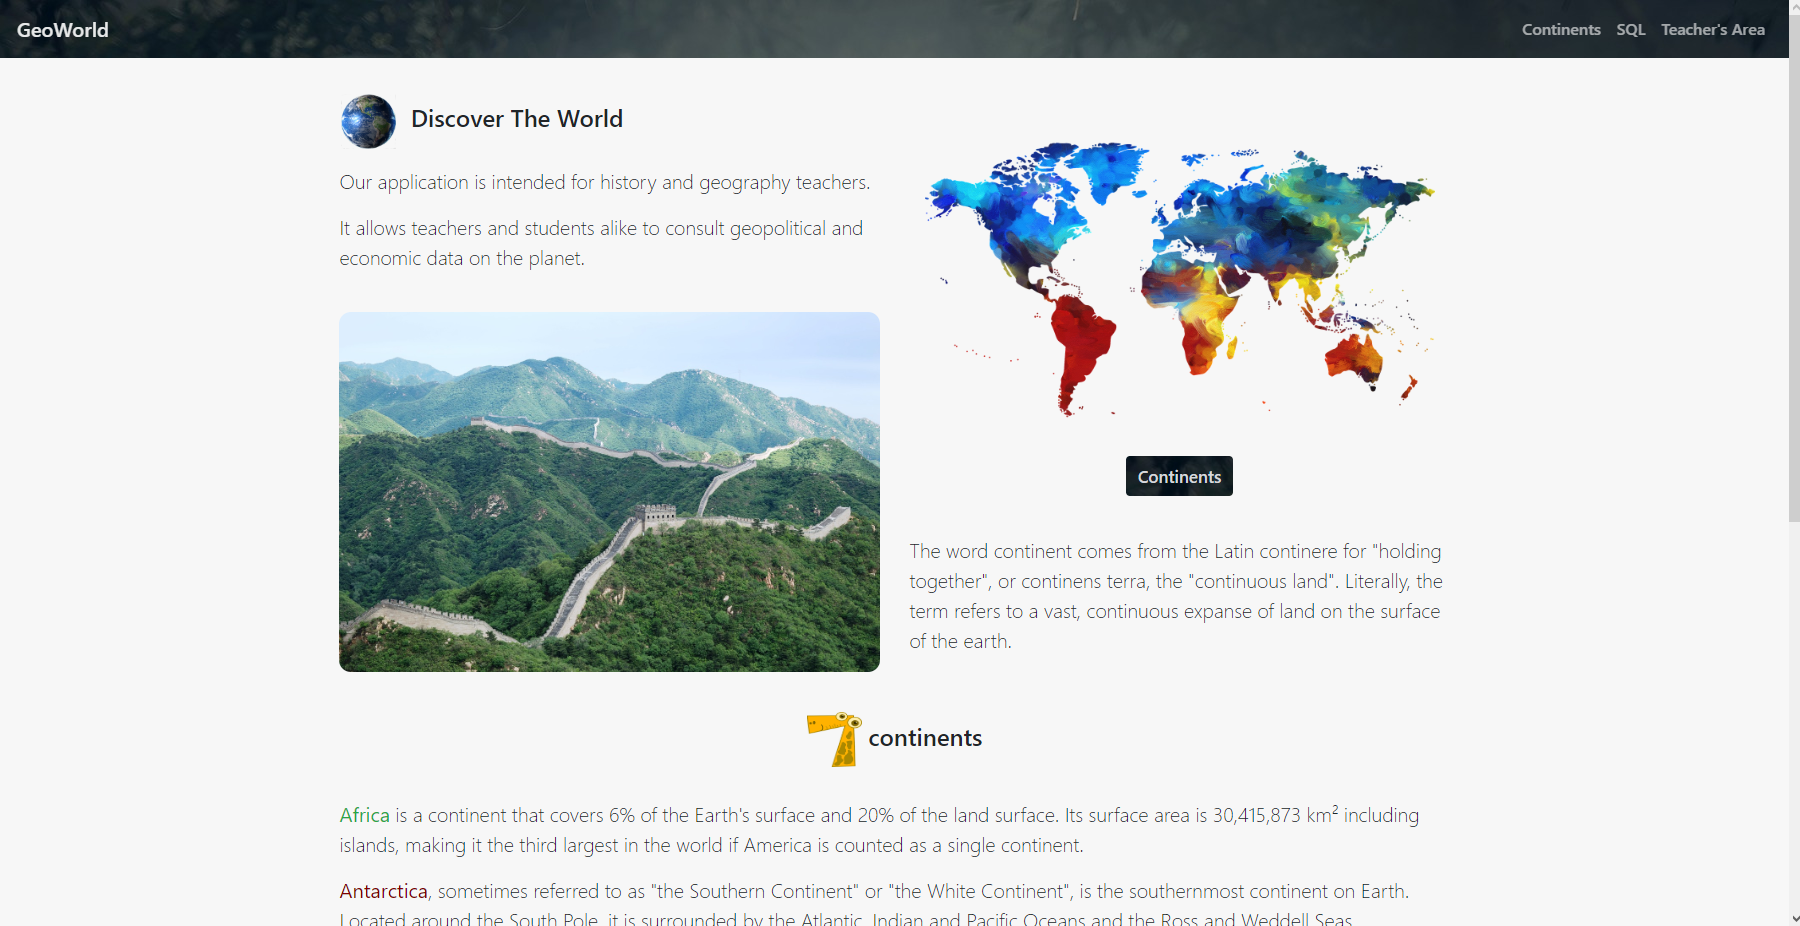 GeoWorld
Continents SQL Teacher's Area
Discover The World
Our application is intended for history and geography teachers.
It allows teachers and students alike to consult geopolitical and
economic data on the planet.
Continents
The word continent comes from the Latin continere for "holding
together", or continens terra, the "continuous land". Literally, the
term refers to a vast, continuous expanse of land on the surface
of the earth.
continents
Africa is a continent that covers 6% of the Earth's surface and 20% of the land surface. Its surface area is 30,415,873 km² including
islands, making it the third largest in the world if America is counted as a single continent.
Antarctica, sometimes referred to as "the Southern Continent" or "the White Continent", is the southernmost continent on Earth.
Located around the South Pole, it is surrounded by the Atlantic, Indian and Pacific Oceans and the Ross and Weddell Seas.